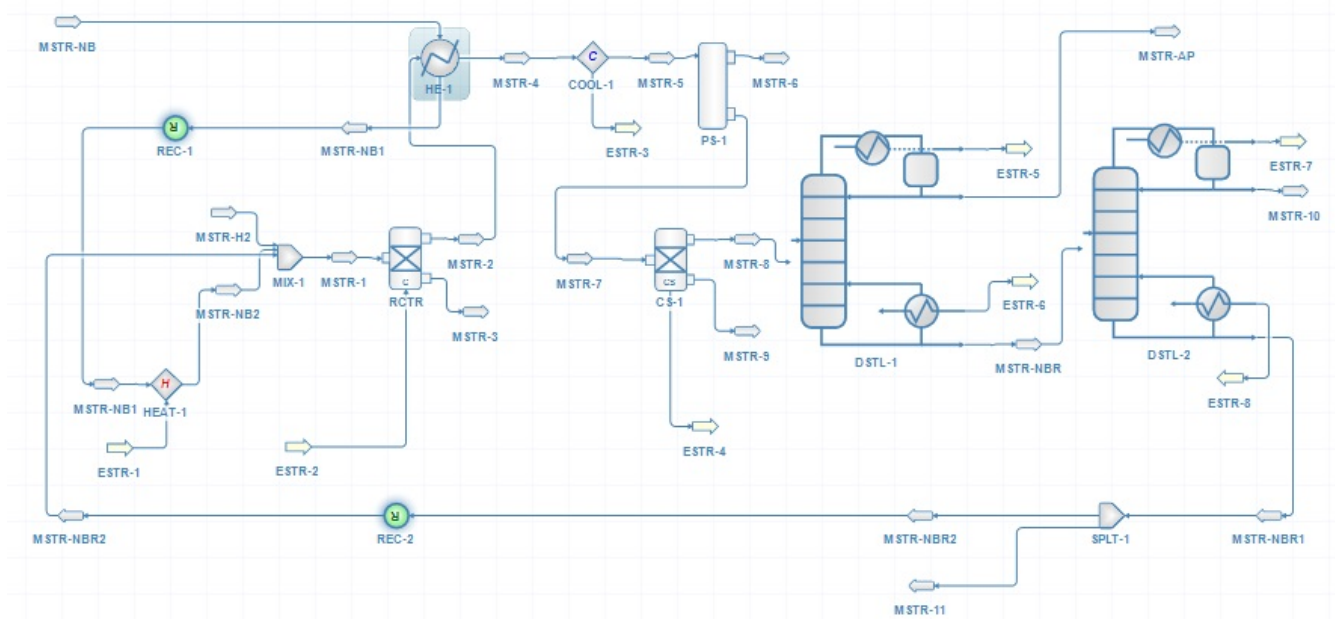 MSTR-NB
HE-1
MSTR-4
C
COOL-1
MSTR-5
MSTR-6
MSTR-AP
R
REC-1
MSTR-NB1
ESTR-3
PS-1
ESTR-5
ESTR-7
MSTR-10
MSTR-H2
MIX-1
MSTR-1
C
RCTR
MSTR-2
MSTR-3
MSTR-7
CS
CS-1
MSTR-8
MSTR-9
ESTR-6
DSTL-1
MSTR-NBR
DSTL-2
ESTR-8
MSTR-NB2
MSTR-NB1
H
HEAT-1
ESTR-1
ESTR-2
ESTR-4
MSTR-NBR2
R
REC-2
MSTR-NBR2
SPLT-1
MSTR-NBR1
MSTR-11